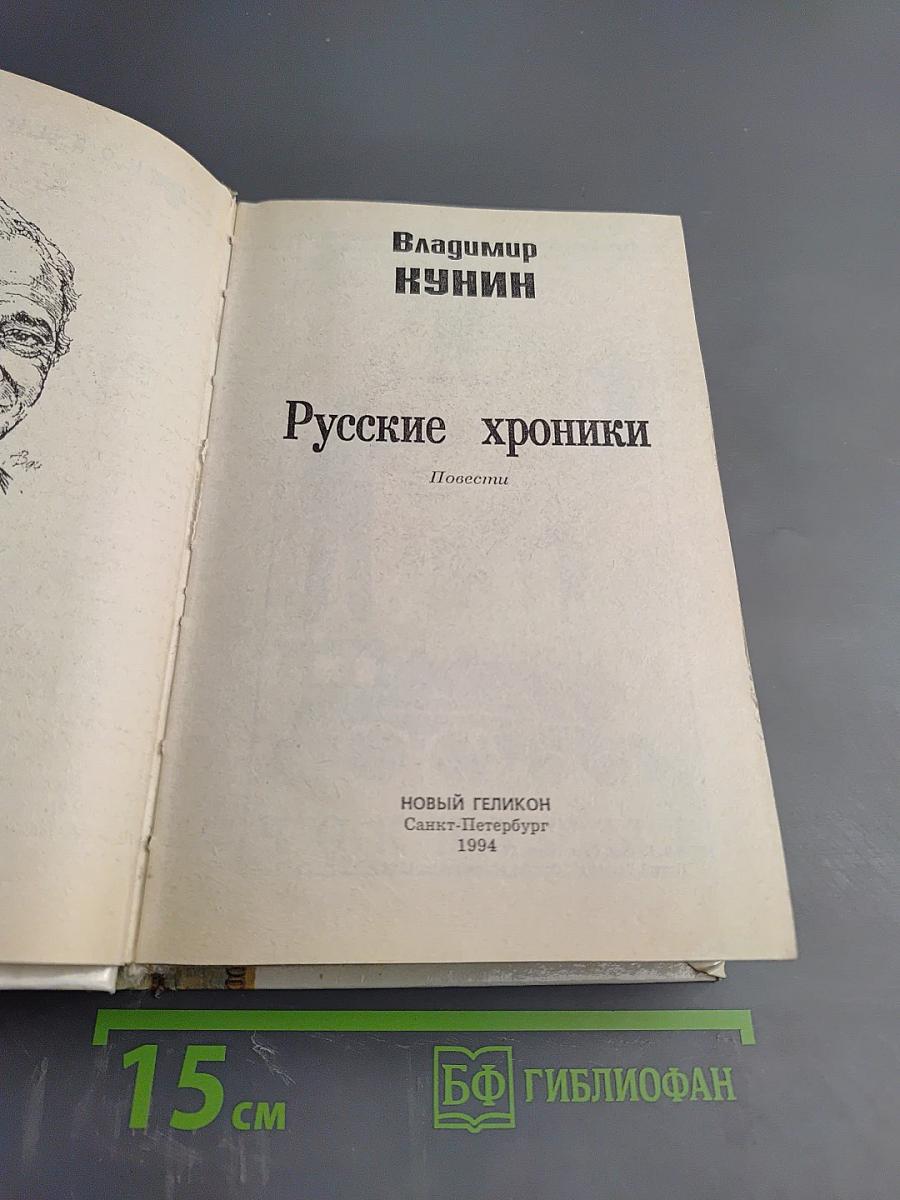 Владимир
КУНИН
Русские хроники
Повести
НОВЫЙ ГЕЛИКОН
Санкт-Петербург
1994
15 см
БФ ГИБЛИОФАН